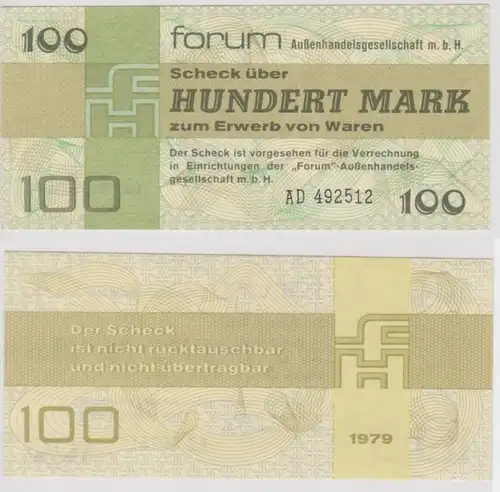 100
forum Außenhandelsgesellschaft m. b. H.
Scheck über
HUNDERT MARK
zum Erwerb von Waren
Der Scheck ist vorgesehen für die Verrechnung
in Einrichtungen der „Forum"-Außenhandels-
gesellschaft m. b. H.
100
AD 492512
100
Der Scheck
ist nicht rücktauschbar
und nicht übertragbar
100
1979